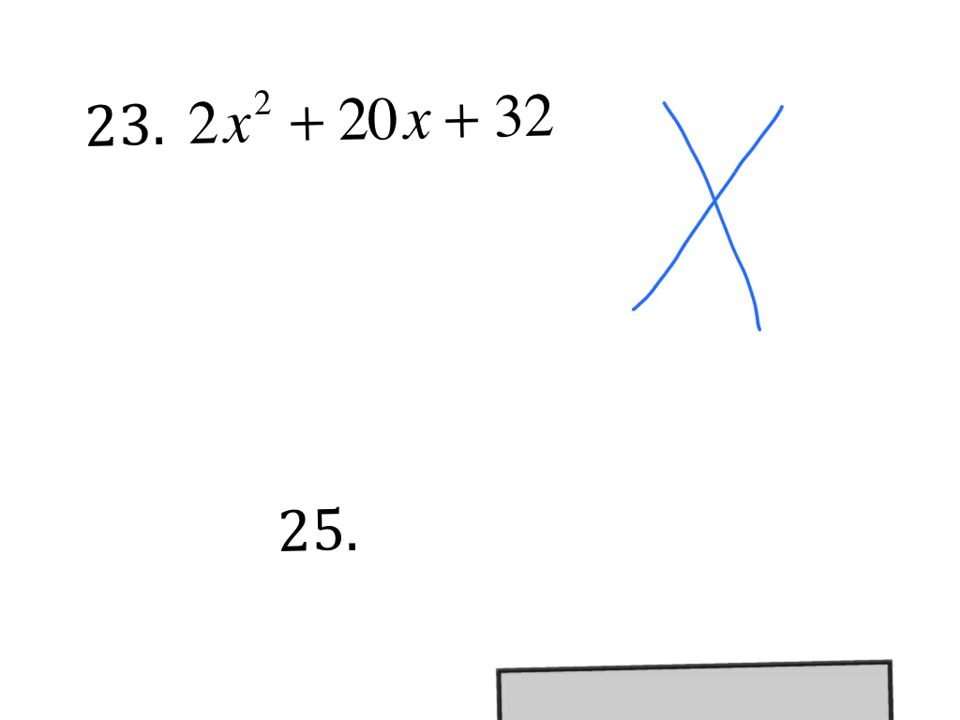 23. 2x² + 20x + 32
X
25.